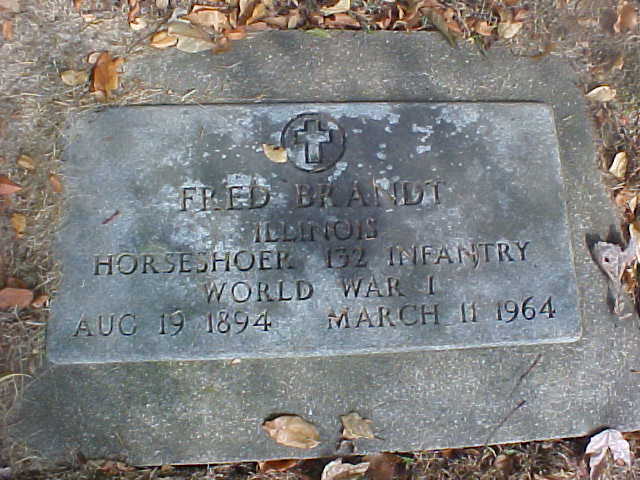 FRED BRANDT
ILLINOIS
HORSESHOER 132 INFANTRY
WORLD WAR I
AUG 19 1894 MARCH 11 1964